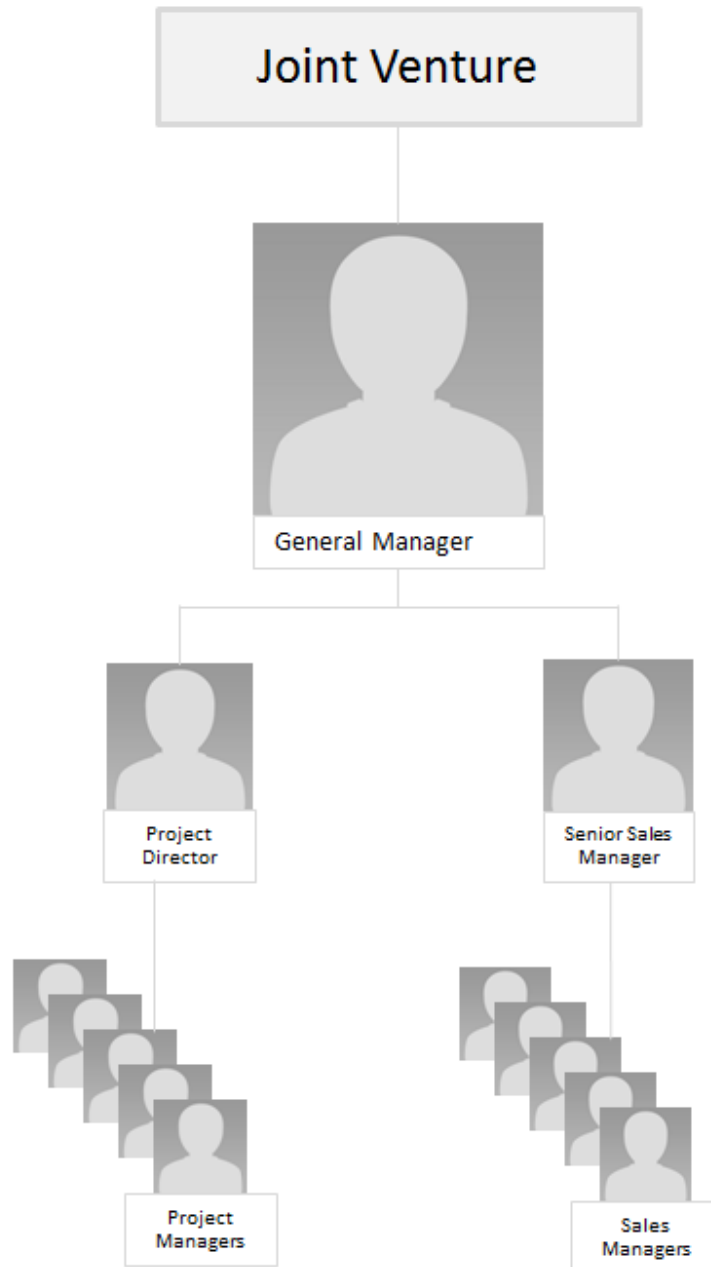 Joint Venture
General Manager
Project
Director
Senior Sales
Manager
Project
Managers
Sales
Managers